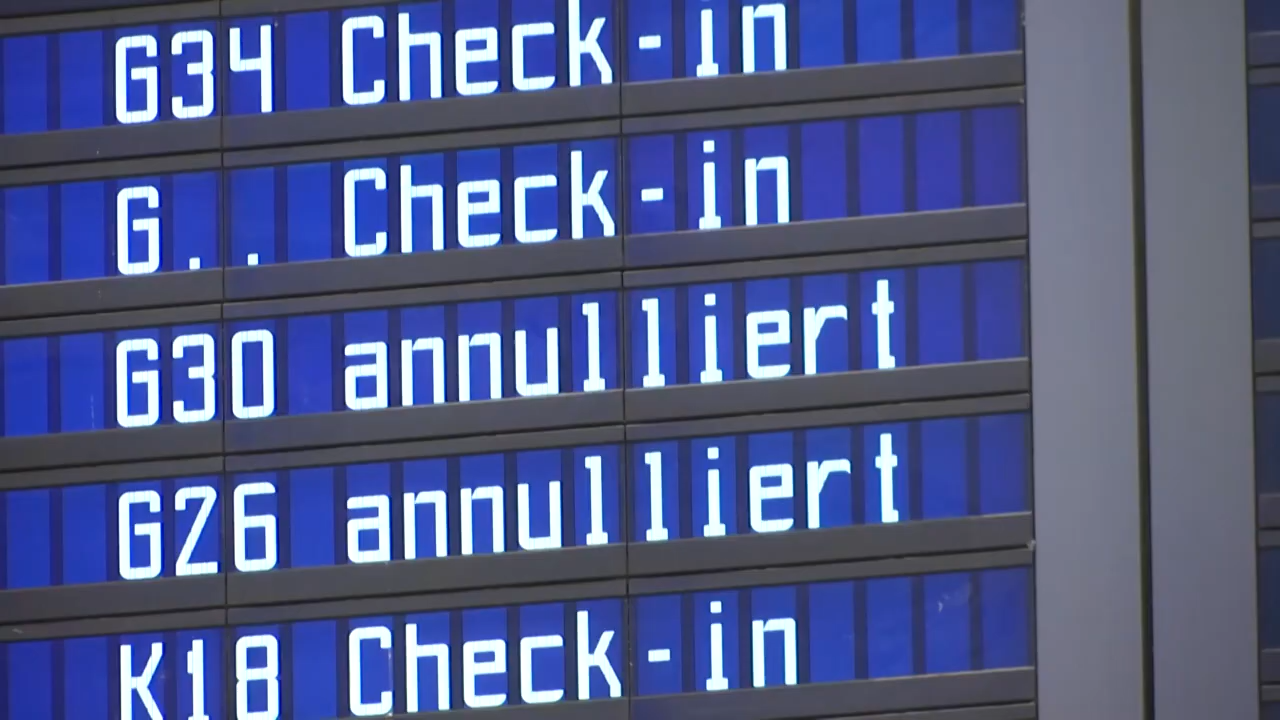 G34 Check-in
G.. Check-in
G30 annulliert
G26 annulliert
K18 Check-in